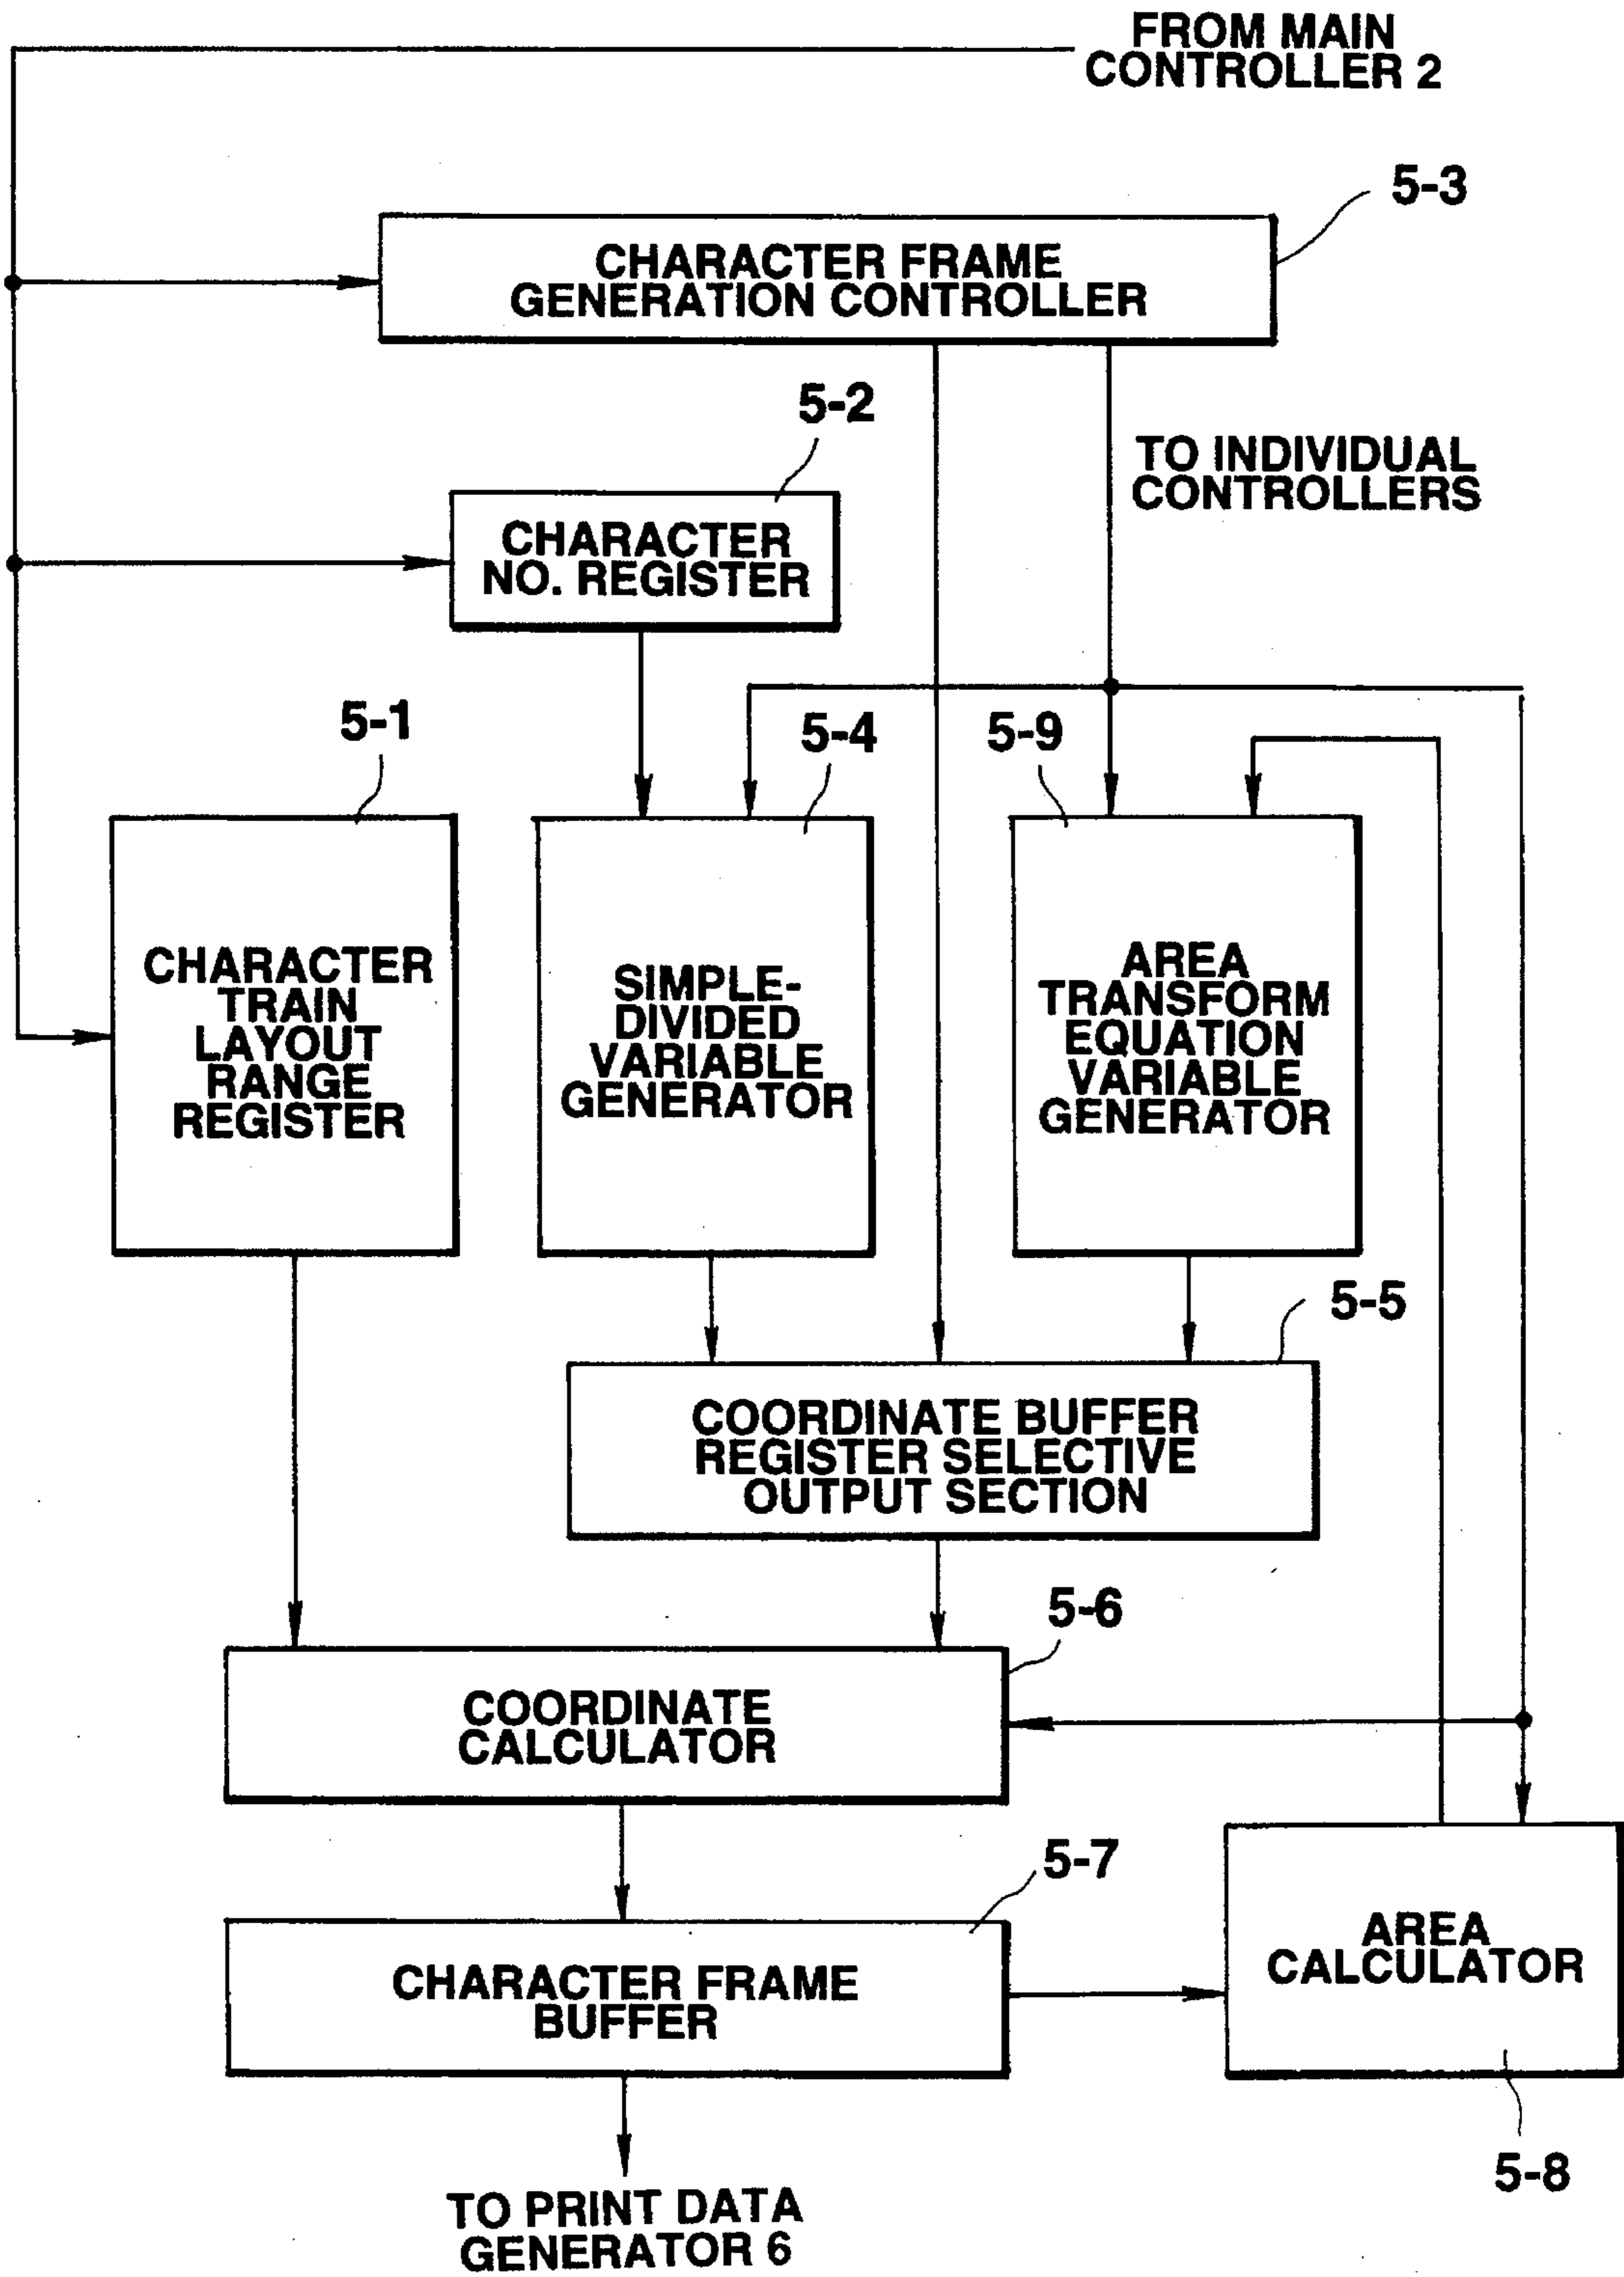 FROM MAIN
CONTROLLER 2
5-3
CHARACTER FRAME
GENERATION CONTROLLER
5-2
TO INDIVIDUAL
CONTROLLERS
CHARACTER
NO. REGISTER
5-1
5-4
5-9
CHARACTER
TRAIN
LAYOUT
RANGE
REGISTER
SIMPLE-
DIVIDED
VARIABLE
GENERATOR
AREA
TRANSFORM
EQUATION
VARIABLE
GENERATOR
5-5
COORDINATE BUFFER
REGISTER SELECTIVE
OUTPUT SECTION
5-6
COORDINATE
CALCULATOR
5-7
CHARACTER FRAME
BUFFER
AREA
CALCULATOR
5-8
TO PRINT DATA
GENERATOR 6